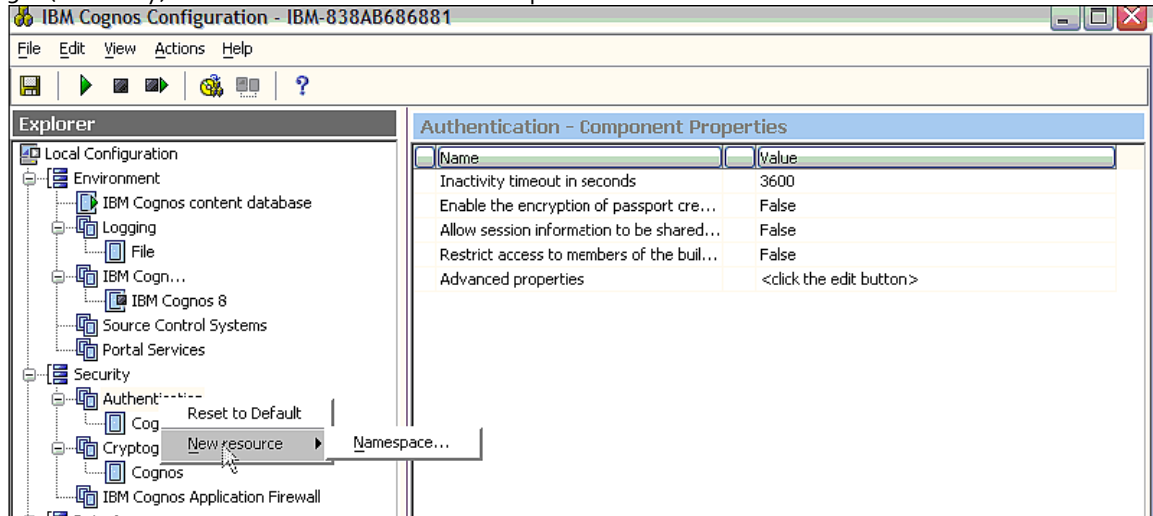 IBM Cognos Configuration - IBM-838AB686881
File Edit View Actions Help
Explorer
Local Configuration
Environment
IBM Cognos content database
Logging
File
IBM Cogn...
IBM Cognos 8
Source Control Systems
Portal Services
Security
Authentication
Cog
Cryptog
Cognos
IBM Cognos Application Firewall
Reset to Default
New resource
Namespace...
Authentication - Component Properties
Name Value
Inactivity timeout in seconds 3600
Enable the encryption of passport cre... False
Allow session information to be shared... False
Restrict access to members of the buil... False
Advanced properties <click the edit button>